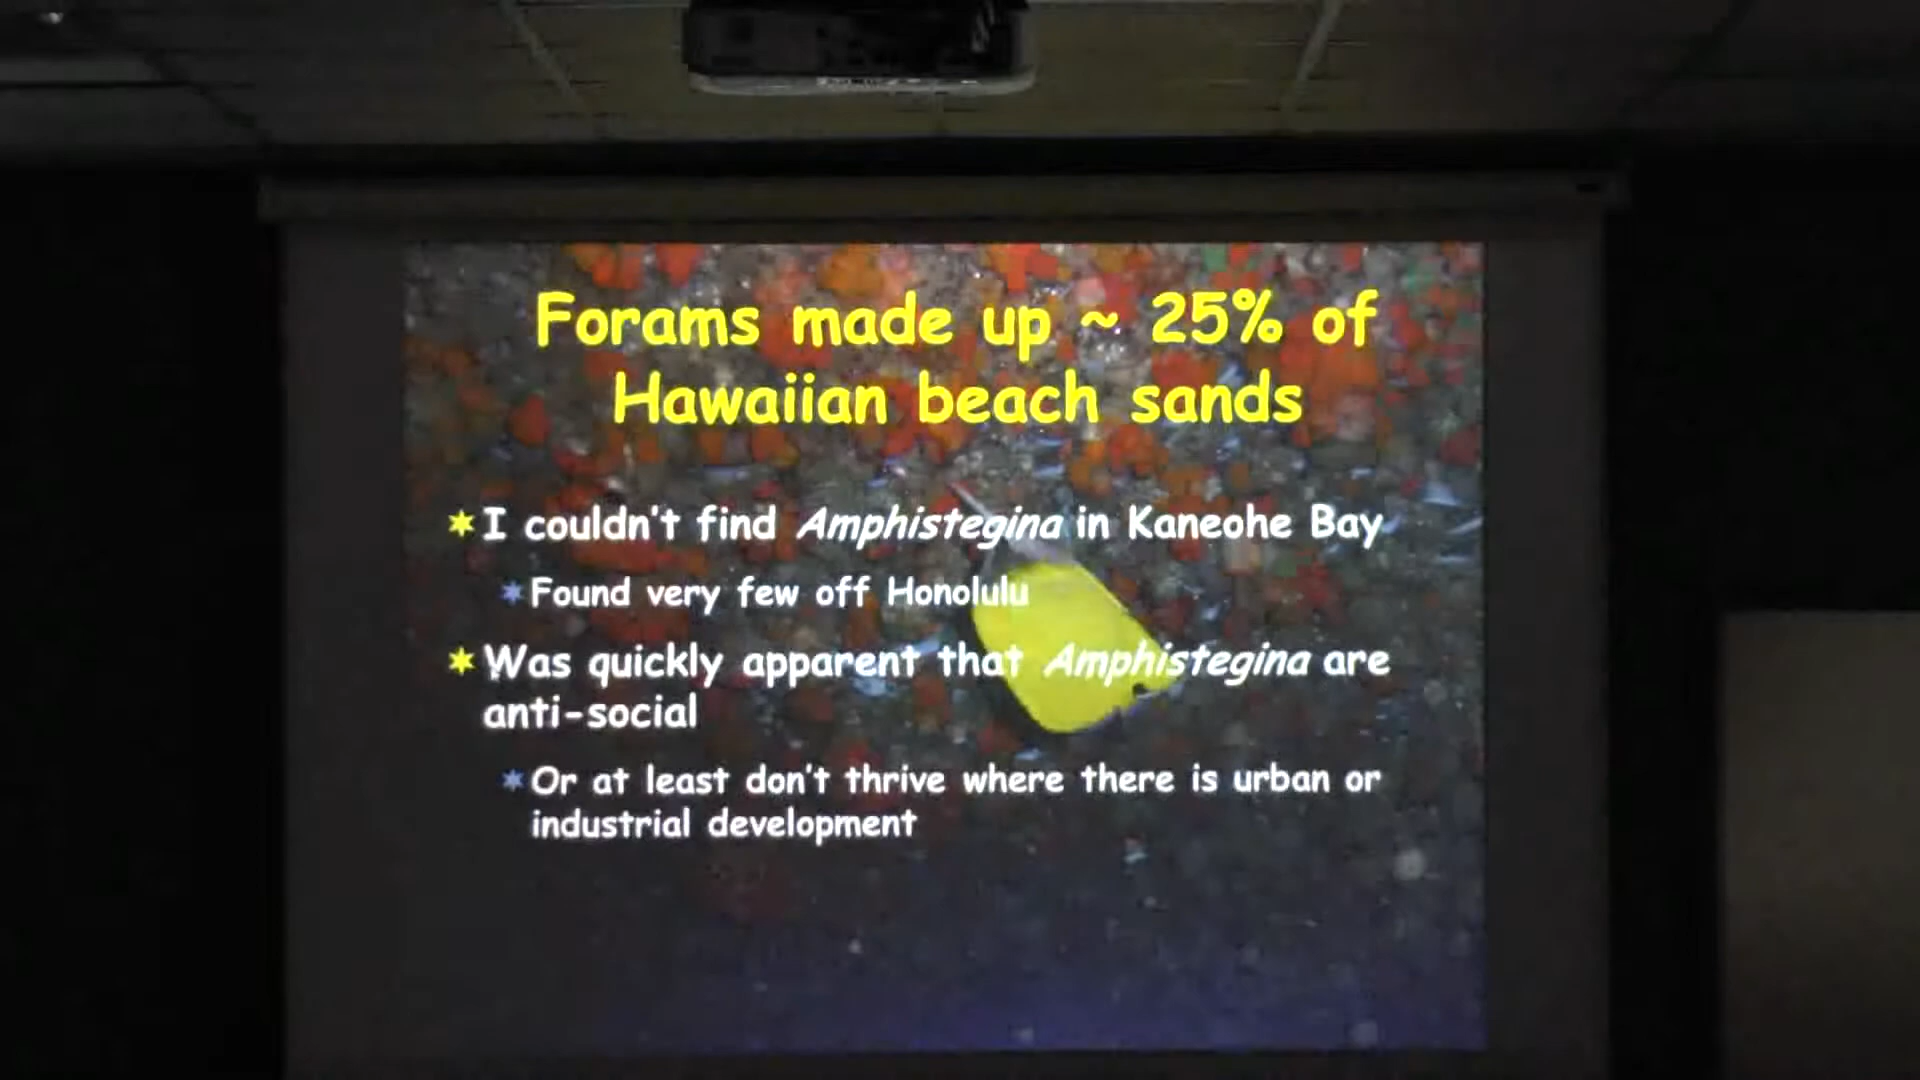 Forams made up ~ 25% of
Hawaiian beach sands
I couldn't find Amphistegina in Kaneohe Bay
Found very few off Honolulu
Was quickly apparent that Amphistegina are
anti-social
Or at least don't thrive where there is urban or
industrial development